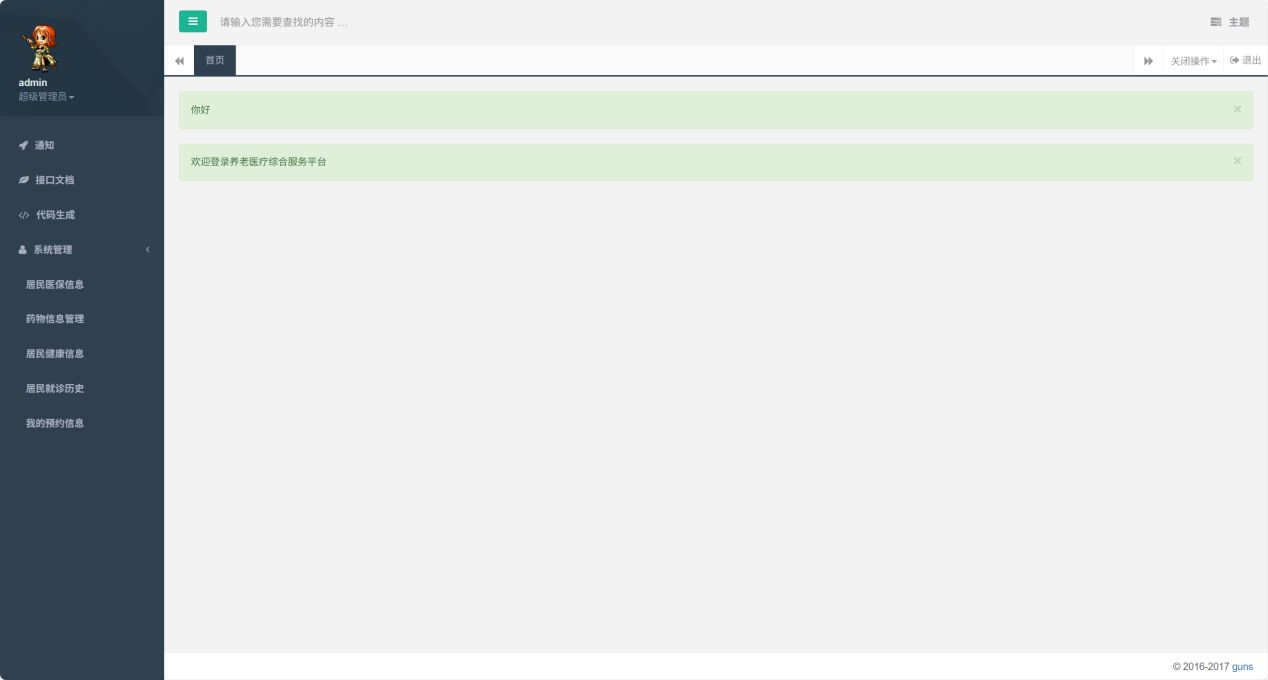 admin
超级管理员
通知
接口文档
代码生成
系统管理
居民医保信息
药物信息管理
居民健康信息
居民就诊历史
我的预约信息
请输入您需要查找的内容 …
主题
首页
关闭操作
退出
你好
×
欢迎登录养老医疗综合服务平台
×
© 2016-2017 guns